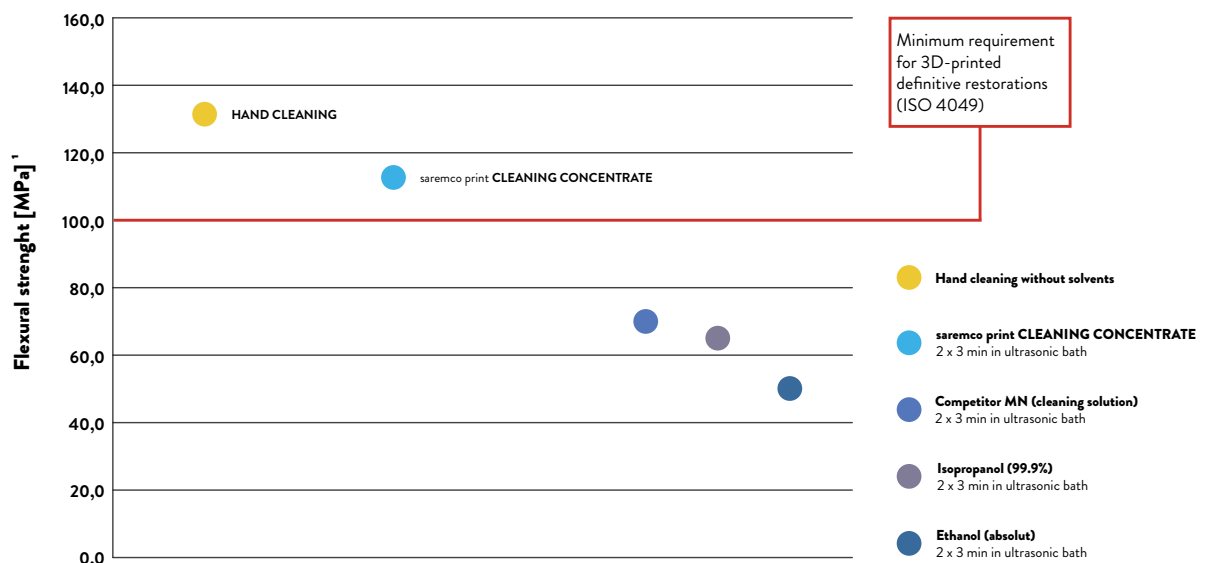 Flexural strenght [MPa] ¹
160,0
140,0
120,0
100,0
80,0
60,0
40,0
20,0
0,0
HAND CLEANING
saremco print CLEANING CONCENTRATE
Minimum requirement
for 3D-printed
definitive restorations
(ISO 4049)
Hand cleaning without solvents
saremco print CLEANING CONCENTRATE
2 x 3 min in ultrasonic bath
Competitor MN (cleaning solution)
2 x 3 min in ultrasonic bath
Isopropanol (99.9%)
2 x 3 min in ultrasonic bath
Ethanol (absolut)
2 x 3 min in ultrasonic bath